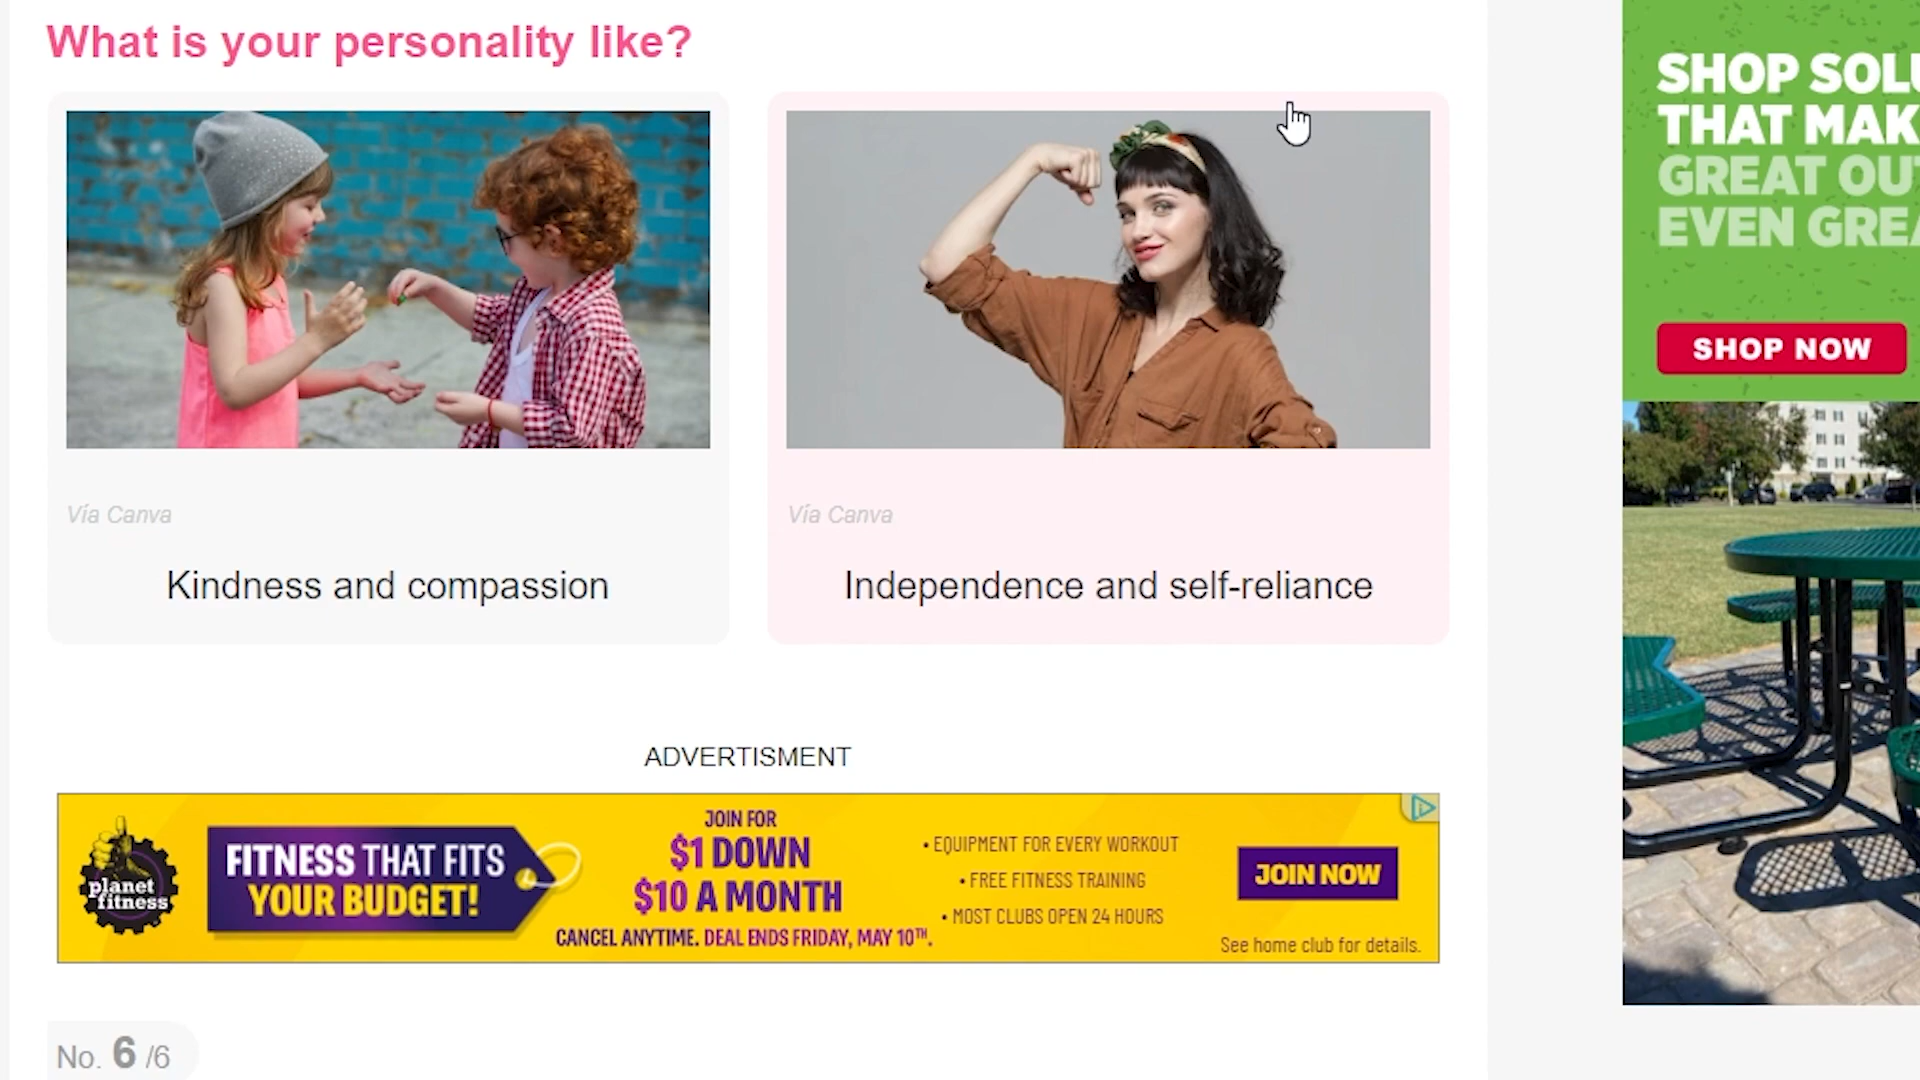 What is your personality like?
Vía Canva
Kindness and compassion
Vía Canva
Independence and self-reliance
ADVERTISMENT
planet
fitness
FITNESS THAT FITS
YOUR BUDGET!
JOIN FOR
$1 DOWN
$10 A MONTH
CANCEL ANYTIME. DEAL ENDS FRIDAY, MAY 10TH.
• EQUIPMENT FOR EVERY WORKOUT
• FREE FITNESS TRAINING
• MOST CLUBS OPEN 24 HOURS
JOIN NOW
See home club for details.
No. 6 /6
SHOP SOLU
THAT MAK
GREAT OU
EVEN GREA
SHOP NOW